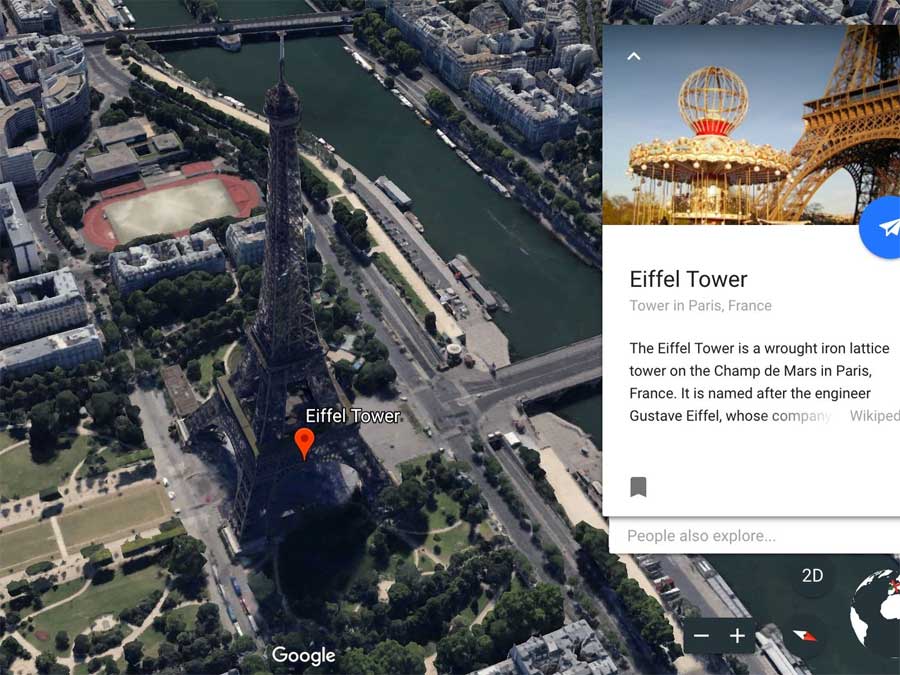 Eiffel Tower
Eiffel Tower
Tower in Paris, France
The Eiffel Tower is a wrought iron lattice
tower on the Champ de Mars in Paris,
France. It is named after the engineer
Gustave Eiffel, whose company Wikiped
People also explore...
2D
Google